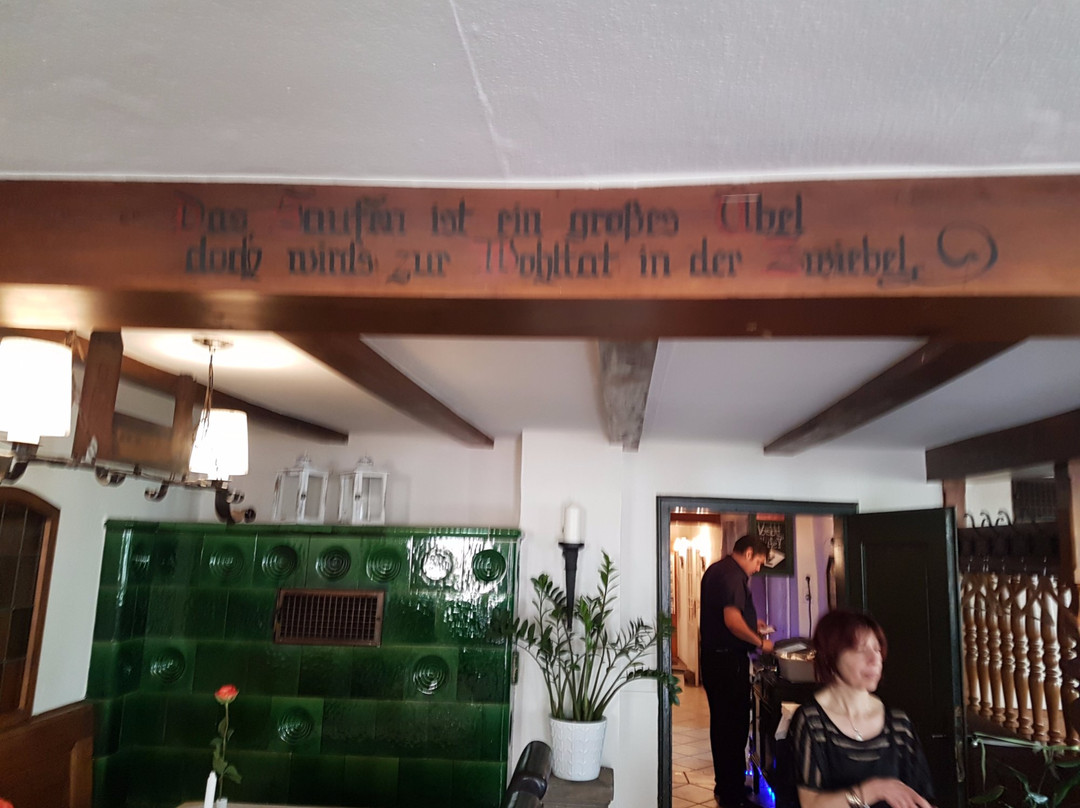 Das Saufen ist ein großes Übel
doch wirds zur Wohltat in der Zwiebel.